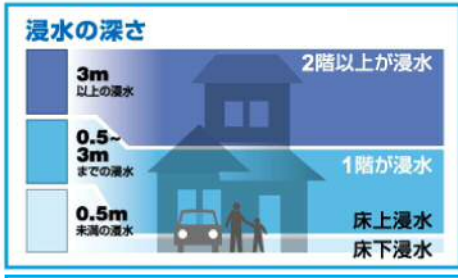 浸水の深さ
3m
以上の浸水
2階以上が浸水
0.5~
3m
までの浸水
1階が浸水
0.5m
未満の浸水
床上浸水
床下浸水